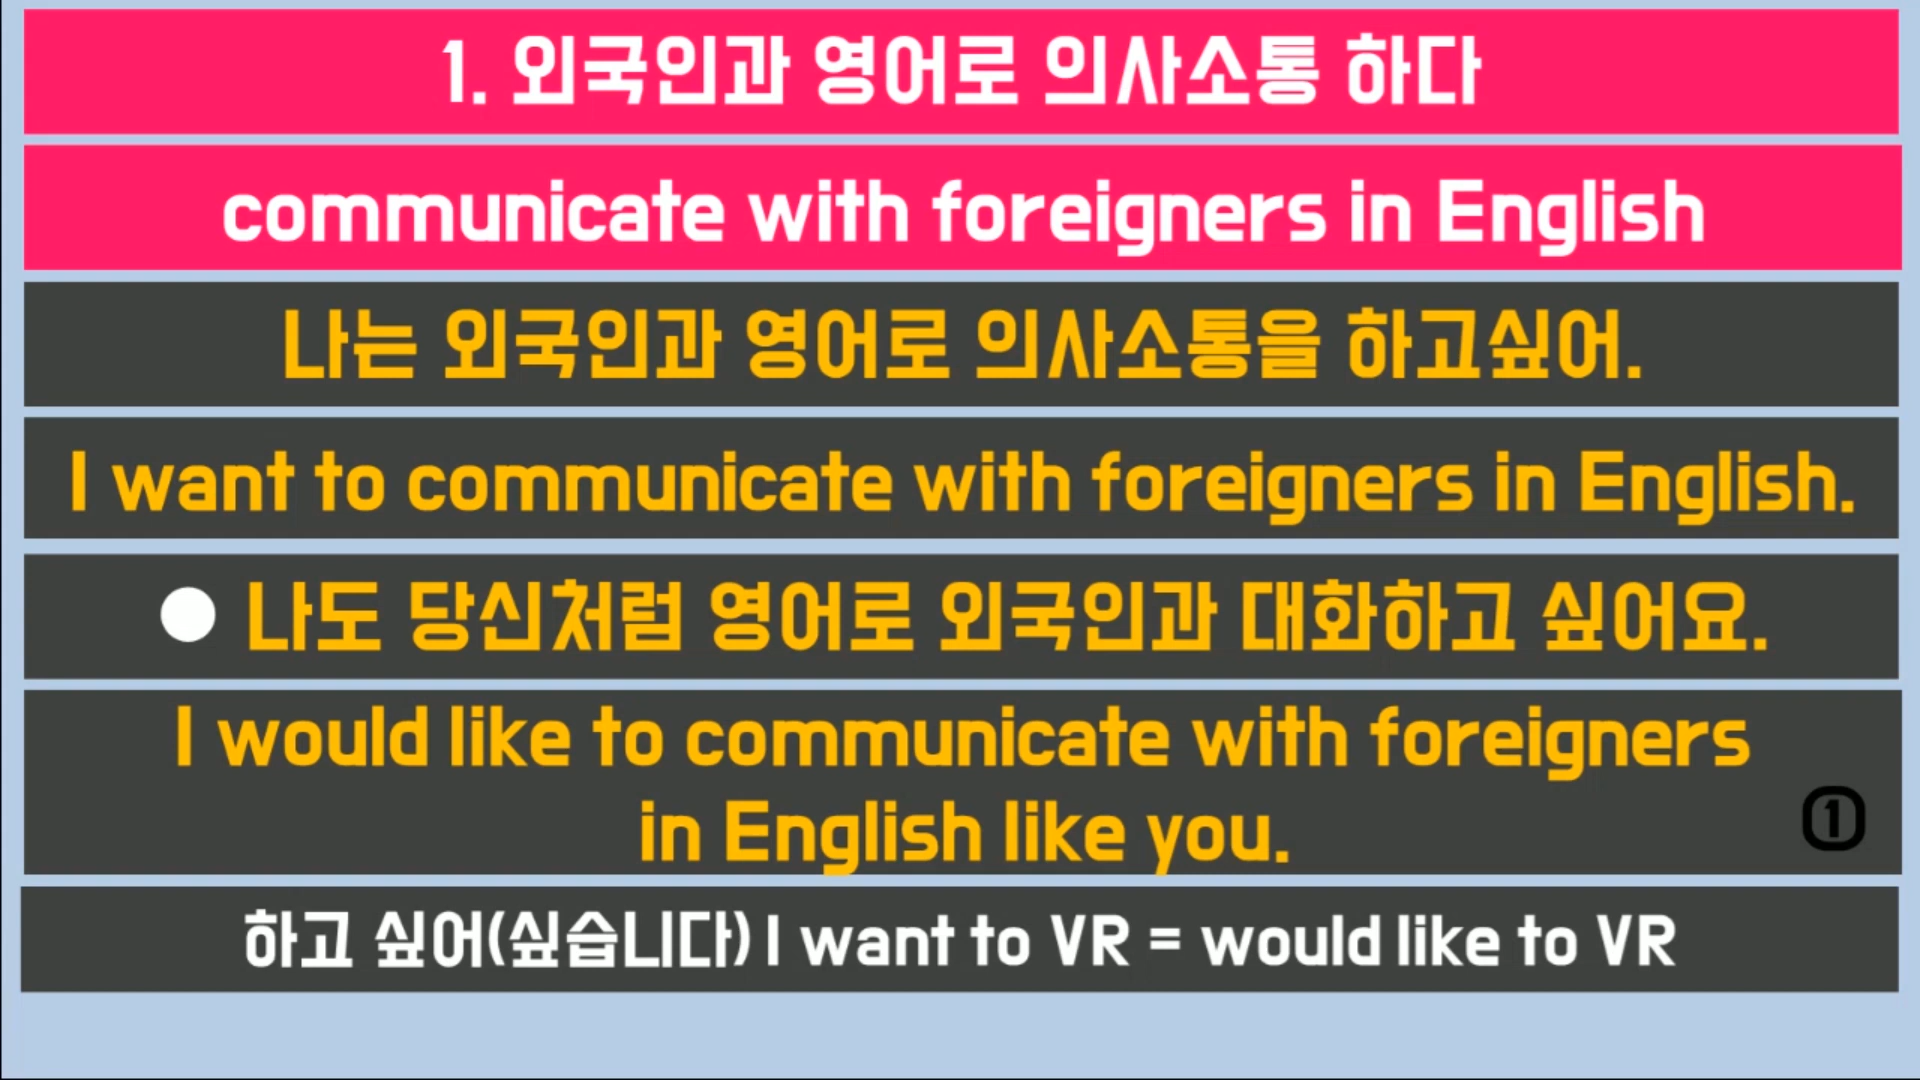 1. 외국인과 영어로 의사소통 하다
communicate with foreigners in English
나는 외국인과 영어로 의사소통을 하고싶어.
I want to communicate with foreigners in English.
● 나도 당신처럼 영어로 외국인과 대화하고 싶어요.
I would like to communicate with foreigners
in English like you.
①
하고 싶어(싶습니다) I want to VR = would like to VR